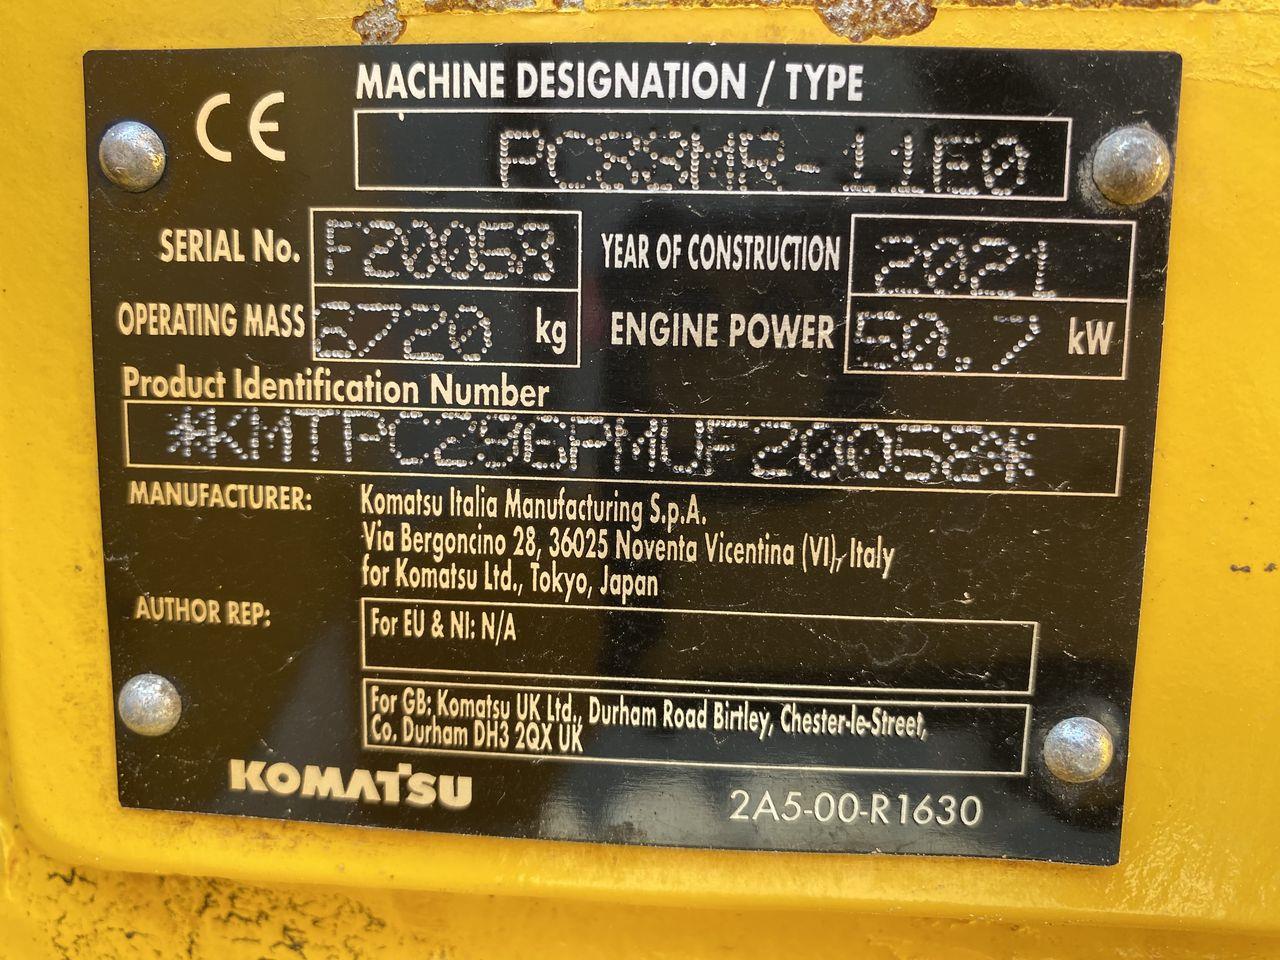 CE
MACHINE DESIGNATION / TYPE
PC88MR-11E0
SERIAL No. F20058 YEAR OF CONSTRUCTION 2021
OPERATING MASS 8720 kg ENGINE POWER 50.7 kW
Product Identification Number
*KMTPC296PMUF20058*
MANUFACTURER: Komatsu Italia Manufacturing S.p.A.
Via Bergoncino 28, 36025 Noventa Vicentina (VI), Italy
for Komatsu Ltd., Tokyo, Japan
AUTHOR REP: For EU & NI: N/A
For GB: Komatsu UK Ltd., Durham Road Birtley, Chester-le-Street,
Co. Durham DH3 2QX UK
KOMATSU
2A5-00-R1630